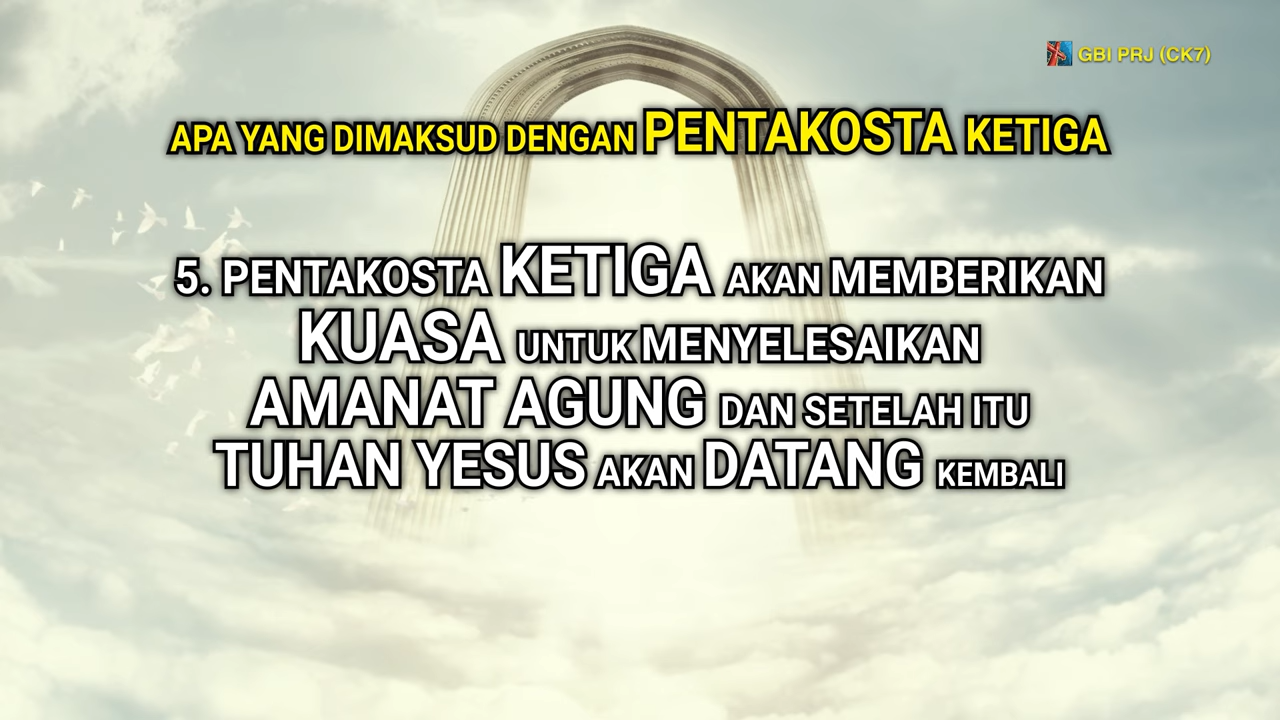 GBI PRJ (CK7)
APA YANG DIMAKSUD DENGAN PENTAKOSTA KETIGA
5. PENTAKOSTA KETIGA AKAN MEMBERIKAN
KUASA UNTUK MENYELESAIKAN
AMANAT AGUNG DAN SETELAH ITU
TUHAN YESUS AKAN DATANG KEMBALI